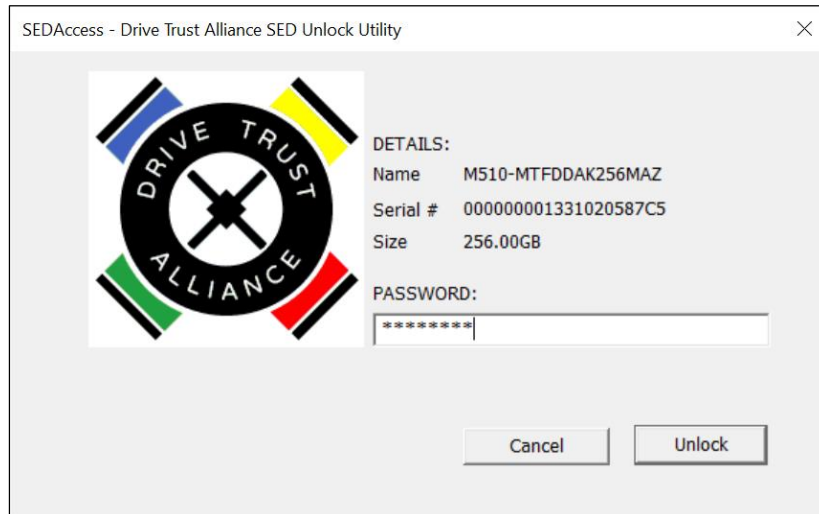 SEDAccess - Drive Trust Alliance SED Unlock Utility
DRIVE TRUST
ALLIANCE
DETAILS:
Name M510-MTFDDAK256MAZ
Serial # 000000001331020587C5
Size 256.00GB
PASSWORD:
********
Cancel Unlock